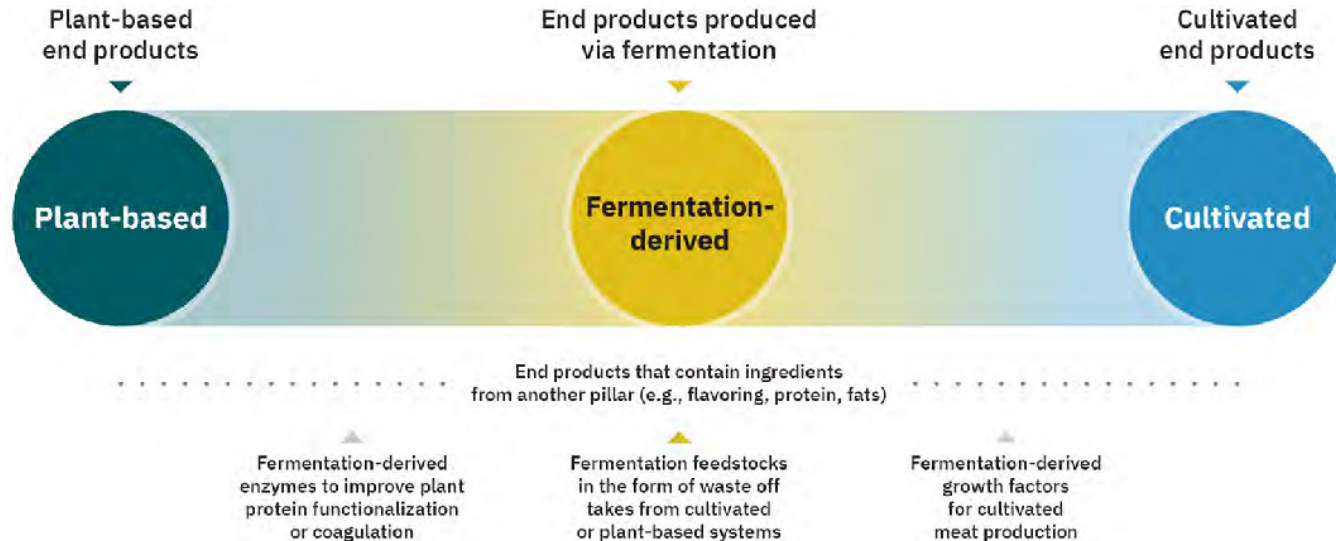 Plant-based
end products
End products produced
via fermentation
Cultivated
end products
Plant-based
Fermentation-
derived
Cultivated
End products that contain ingredients
from another pillar (e.g., flavoring, protein, fats)
Fermentation-derived
enzymes to improve plant
protein functionalization
or coagulation
Fermentation feedstocks
in the form of waste off
takes from cultivated
or plant-based systems
Fermentation-derived
growth factors
for cultivated
meat production